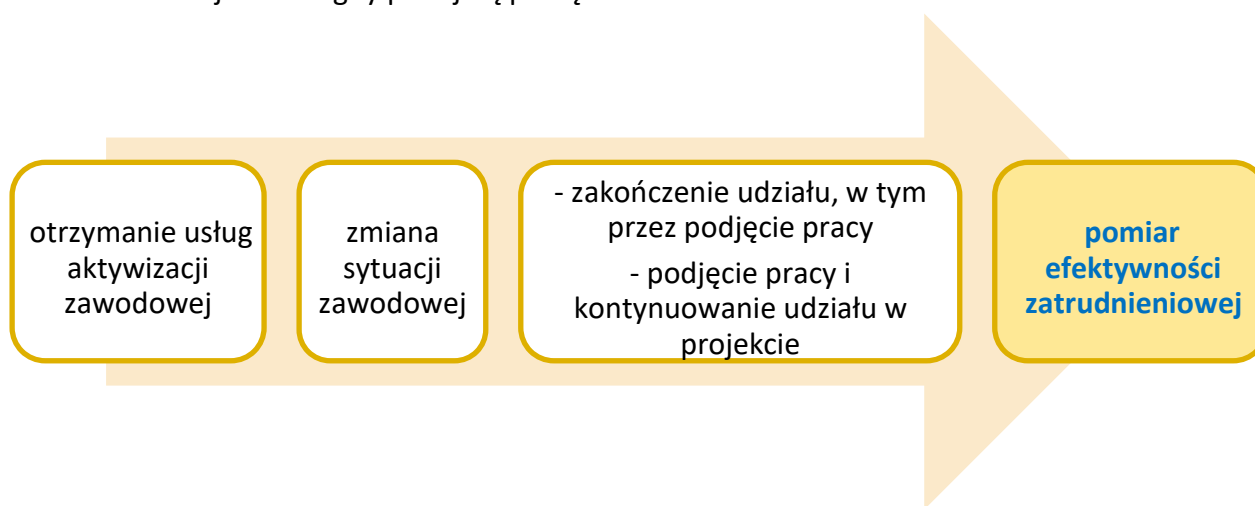 otrzymanie usług
aktywizacji
zawodowej
zmiana
sytuacji
zawodowej
- zakończenie udziału, w tym
przez podjęcie pracy
- podjęcie pracy i
kontynuowanie udziału w
projekcie
pomiar
efektywności
zatrudnieniowej